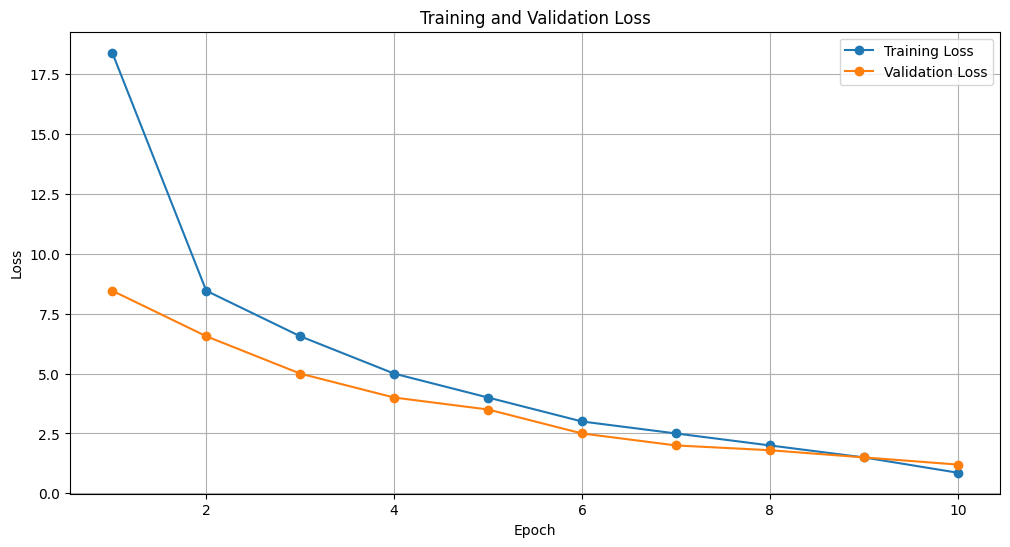 Training and Validation Loss
Training Loss
Validation Loss
17.5
15.0
12.5
10.0
7.5
5.0
2.5
0.0
Loss
2 4 6 8 10
Epoch